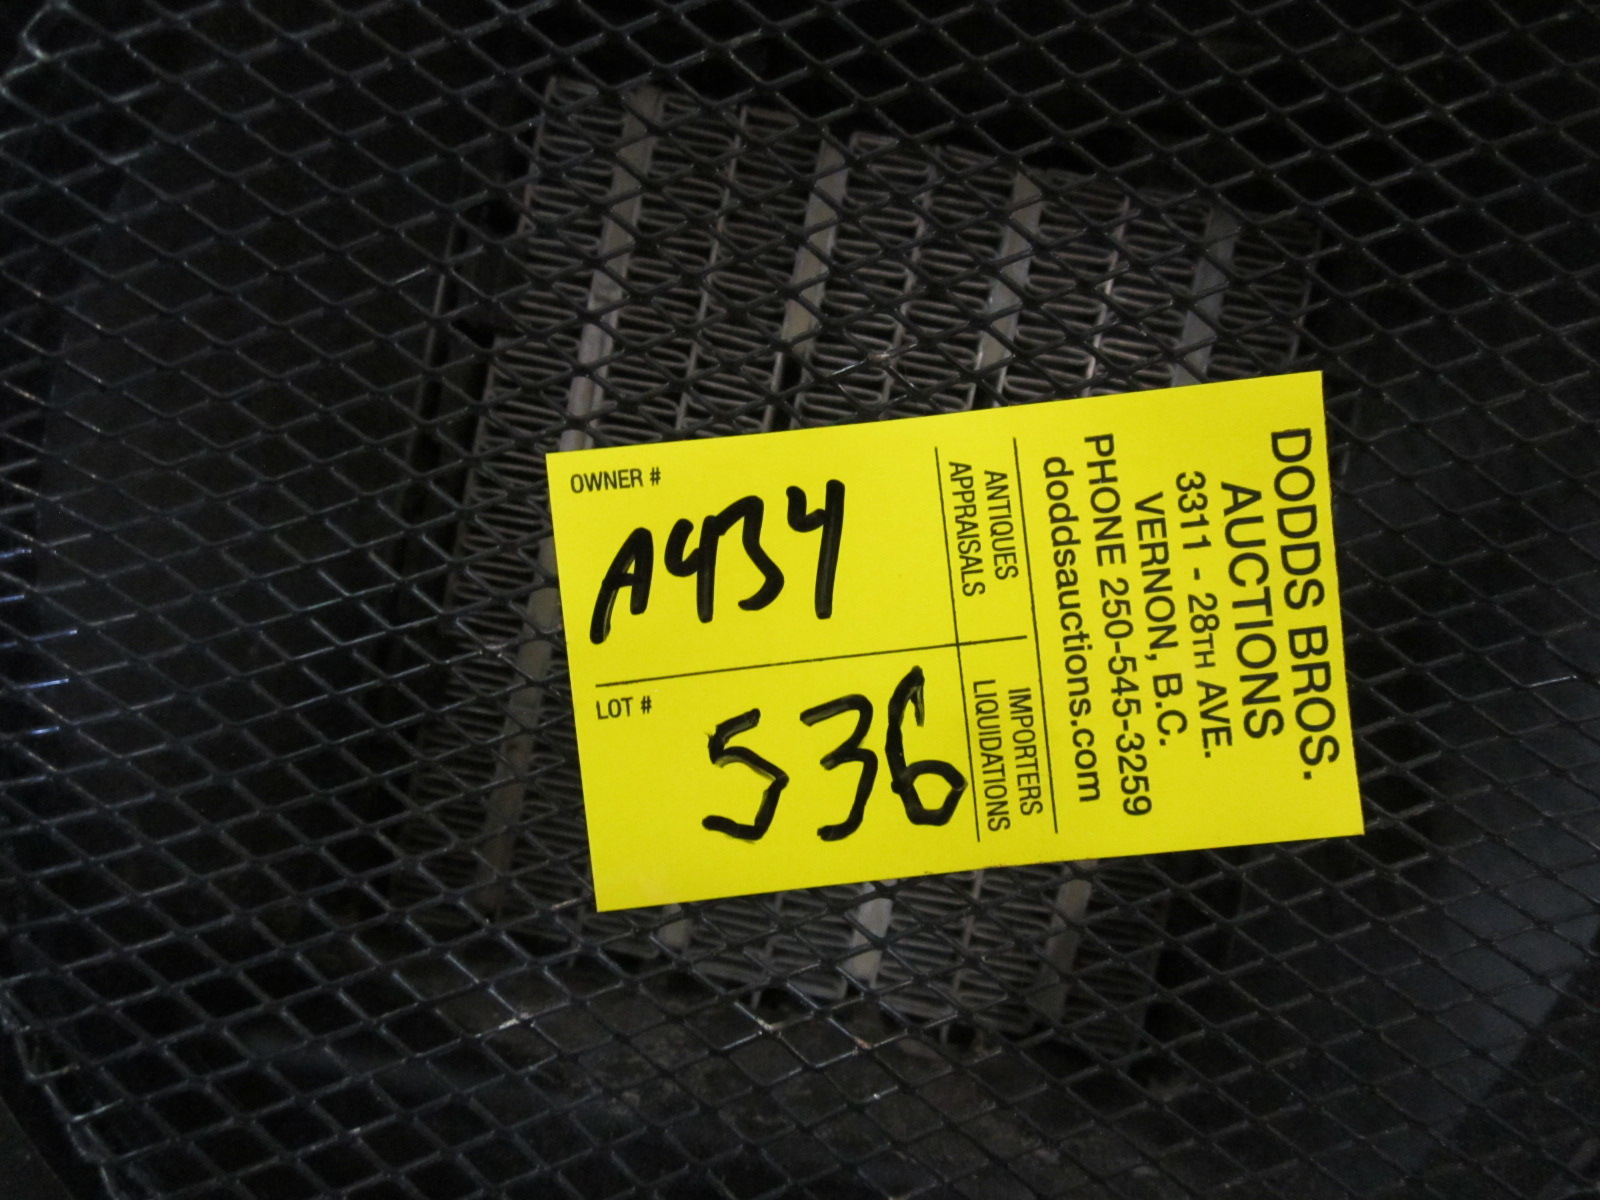 DODDS BROS.
AUCTIONS
3311 - 28TH AVE.
VERNON, B.C.
PHONE 250-545-3259
doddsauctions.com
ANTIQUES
APPRAISALS
IMPORTERS
LIQUIDATIONS
OWNER #
A434
LOT #
536